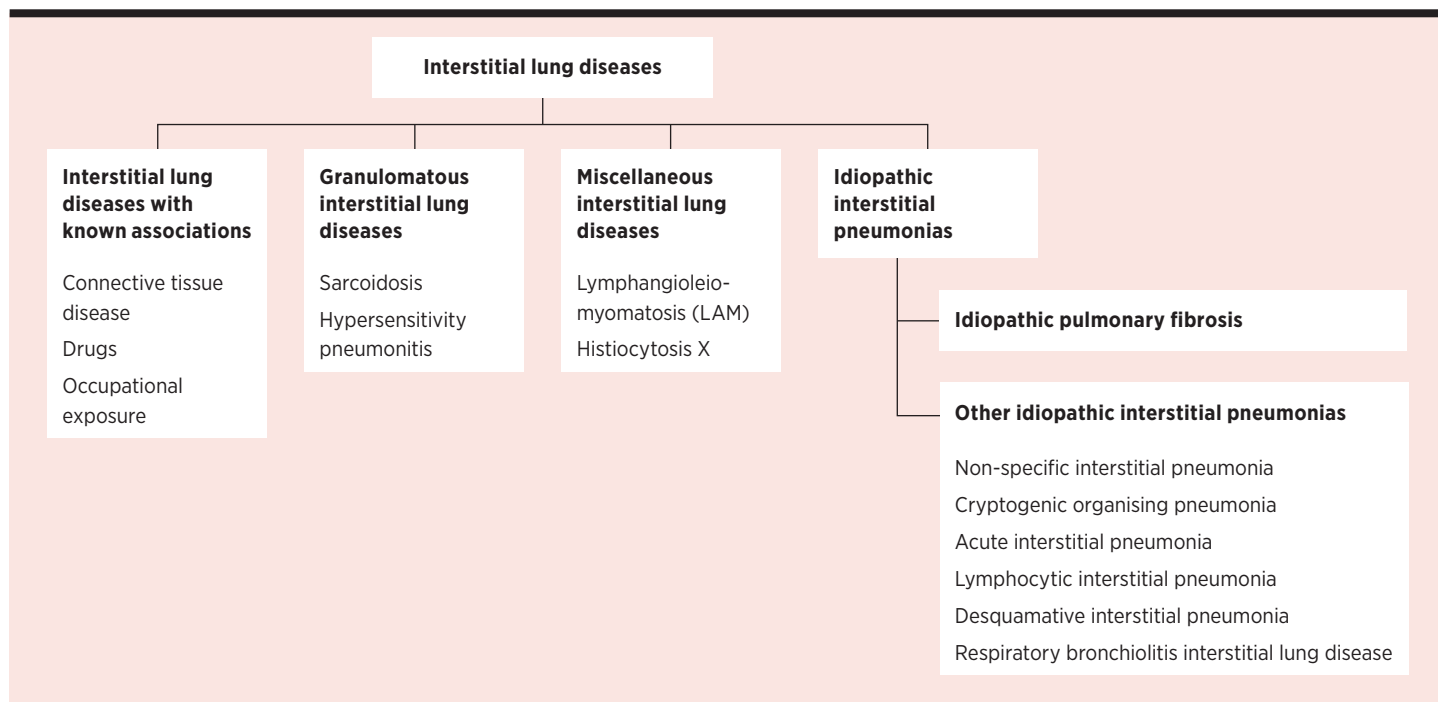 Interstitial lung diseases
Interstitial lung
diseases with
known associations
Connective tissue
disease
Drugs
Occupational
exposure
Granulomatous
interstitial lung
diseases
Sarcoidosis
Hypersensitivity
pneumonitis
Miscellaneous
interstitial lung
diseases
Lymphangioleio-
myomatosis (LAM)
Histiocytosis X
Idiopathic
interstitial
pneumonias
Idiopathic pulmonary fibrosis
Other idiopathic interstitial pneumonias
Non-specific interstitial pneumonia
Cryptogenic organising pneumonia
Acute interstitial pneumonia
Lymphocytic interstitial pneumonia
Desquamative interstitial pneumonia
Respiratory bronchiolitis interstitial lung disease